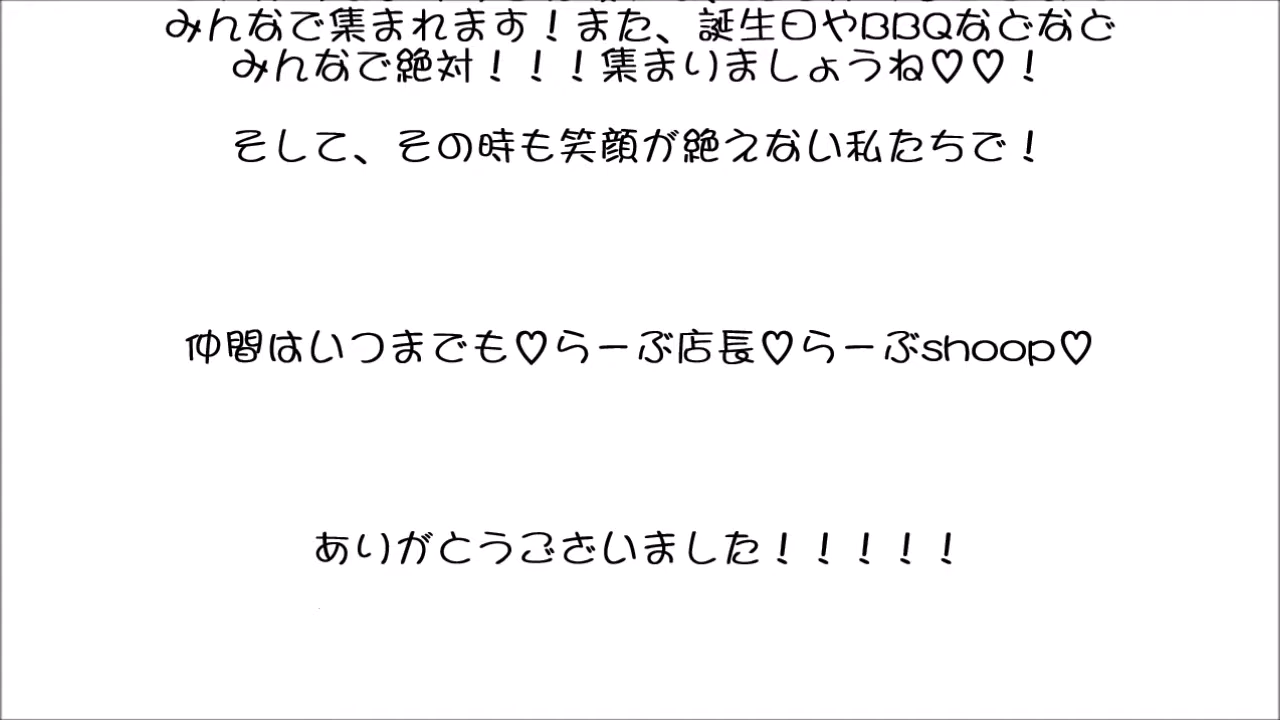 みんなで集まれます！また、誕生日やBBQなどなど
みんなで絶対！！！集まりましょうね♡♡！
そして、その時も笑顔が絶えない私たちで！
仲間はいつまでも♡らーぶ店長♡らーぶshoop♡
ありがとうございました！！！！！